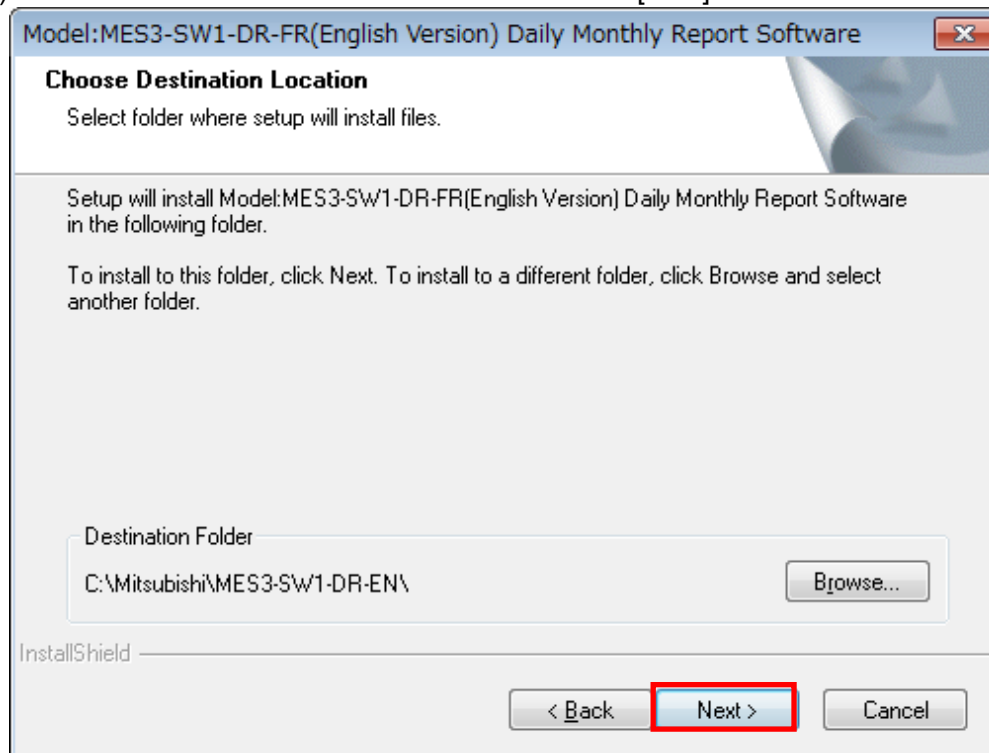 Model:MES3-SW1-DR-FR(English Version) Daily Monthly Report Software
Choose Destination Location
Select folder where setup will install files.
Setup will install Model:MES3-SW1-DR-FR(English Version) Daily Monthly Report Software
in the following folder.
To install to this folder, click Next. To install to a different folder, click Browse and select
another folder.
Destination Folder
C:\Mitsubishi\MES3-SW1-DR-EN\
Browse...
InstallShield
< Back
Next >
Cancel